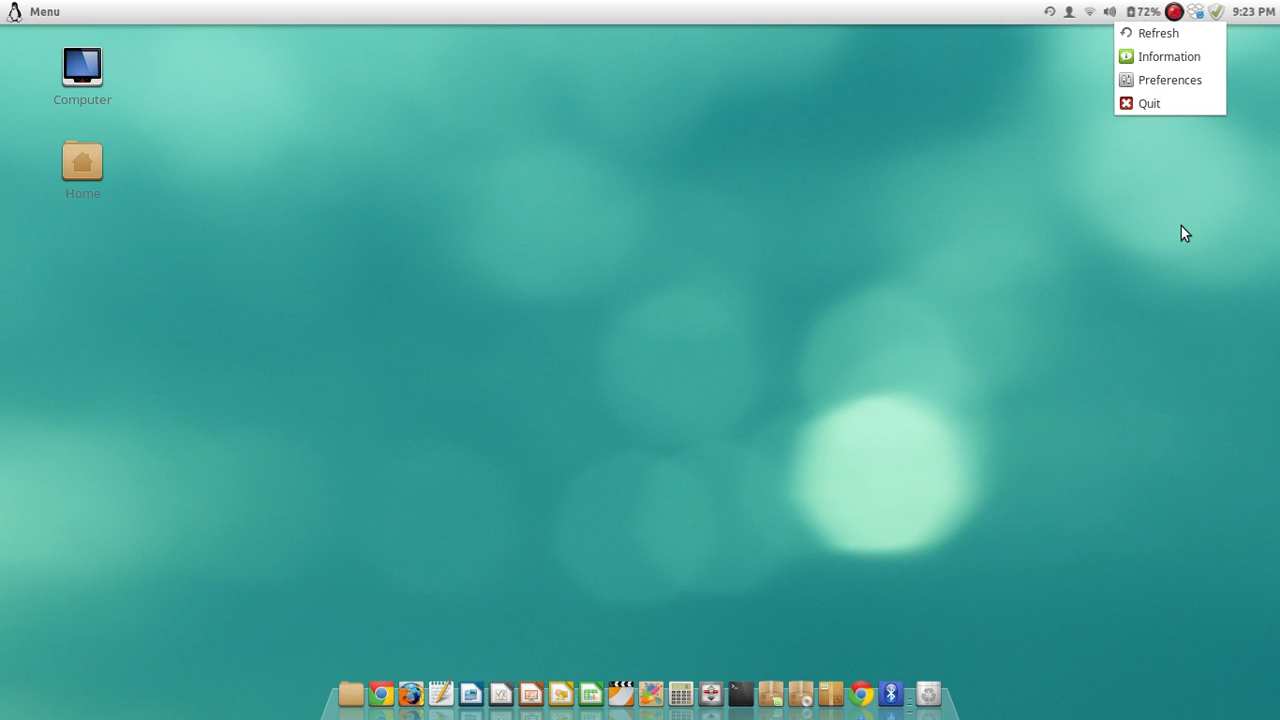 Menu
72%
9:23 PM
Refresh
Information
Preferences
Quit
Computer
Home